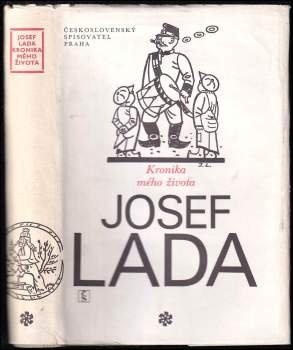 JOSEF
LADA
KRONIKA
MÉHO
ŽIVOTA
ČESKOSLOVENSKÝ
SPISOVATEL
PRAHA
J.L.
Kronika
mého života
JOSEF
LADA